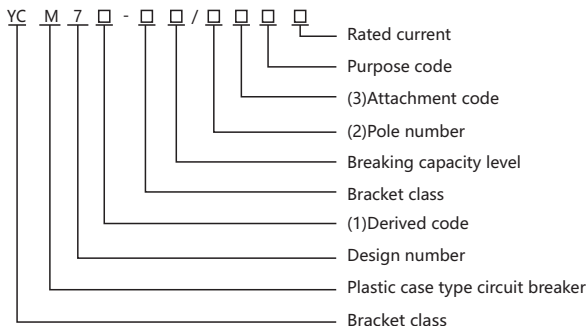 YC M 7 □ - □ □ / □ □ □ □
Rated current
Purpose code
(3)Attachment code
(2)Pole number
Breaking capacity level
Bracket class
(1)Derived code
Design number
Plastic case type circuit breaker
Bracket class